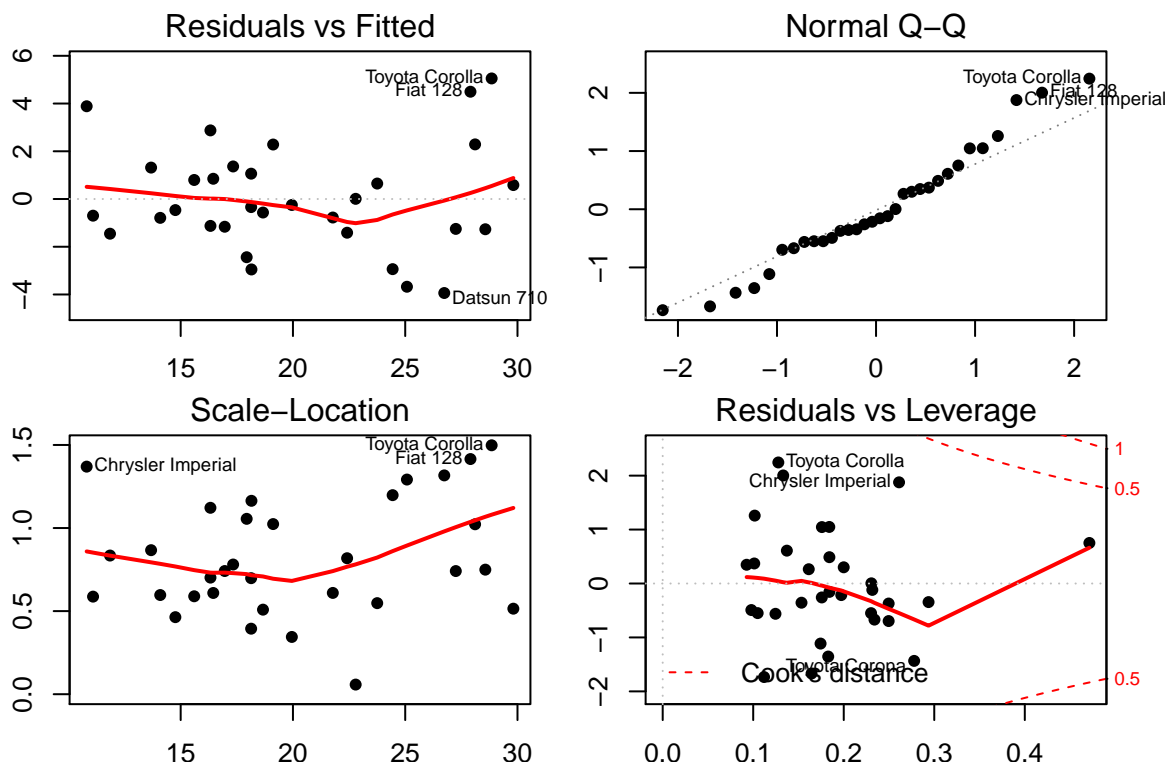 Residuals vs Fitted
6
4
2
0
−4
15
20
25
30
Toyota Corolla
Fiat 128
Datsun 710
Normal Q−Q
2
1
0
−1
−2
−1
0
1
2
Toyota Corolla
Fiat 128
Chrysler Imperial
Scale−Location
1.5
1.0
0.5
0.0
15
20
25
30
Toyota Corolla
Fiat 128
Chrysler Imperial
Residuals vs Leverage
2
1
0
−1
−2
0.0
0.1
0.2
0.3
0.4
Toyota Corolla
Chrysler Imperial
Toyota Corona
Cook's distance
1
0.5
0.5